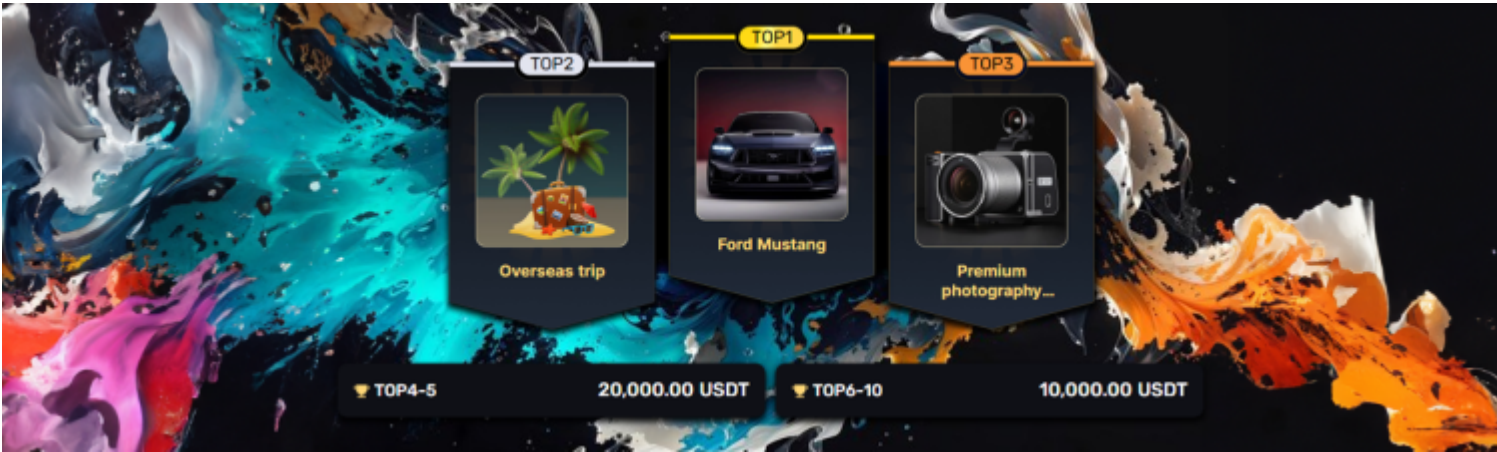 TOP2
TOP1
TOP3
Overseas trip
Ford Mustang
Premium
photography...
TOP4-5
20,000.00 USDT
TOP6-10
10,000.00 USDT